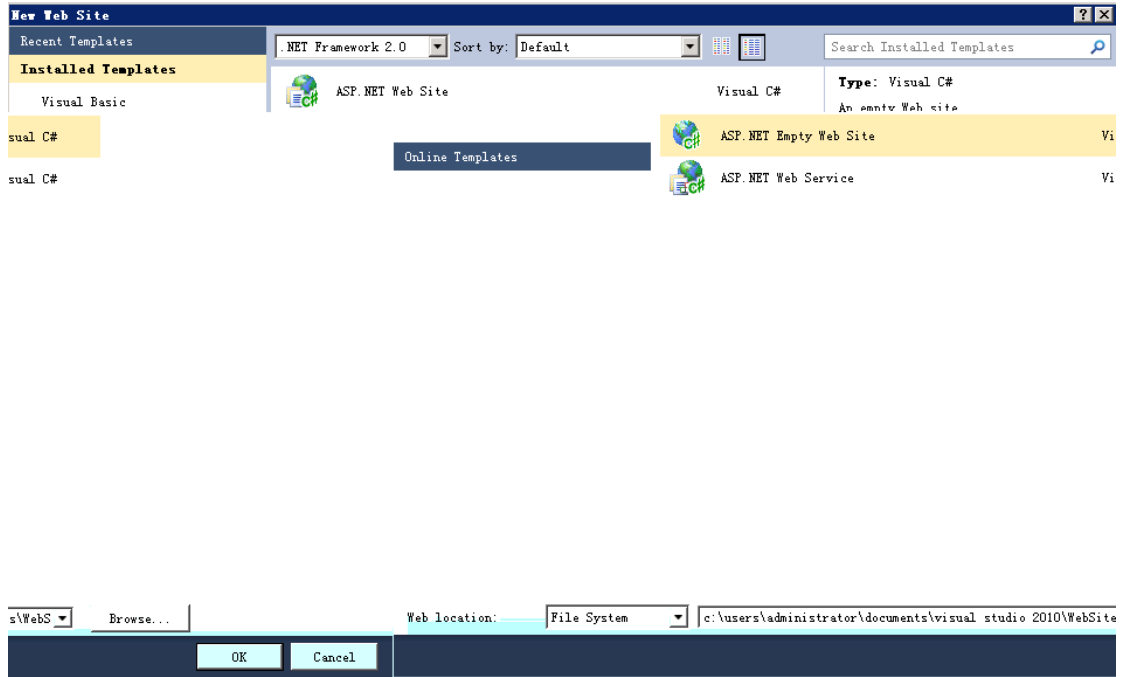 New Web Site
Recent Templates
.NET Framework 2.0 Sort by: Default Search Installed Templates
Installed Templates
Visual Basic
ASP.NET Web Site Visual C#
Type: Visual C#
An empty Web site
sual C# ASP.NET Empty Web Site Vi
Online Templates
sual C# ASP.NET Web Service Vi
s\WebS Browse... Web location: File System c:\users\administrator\documents\visual studio 2010\WebSite
OK Cancel